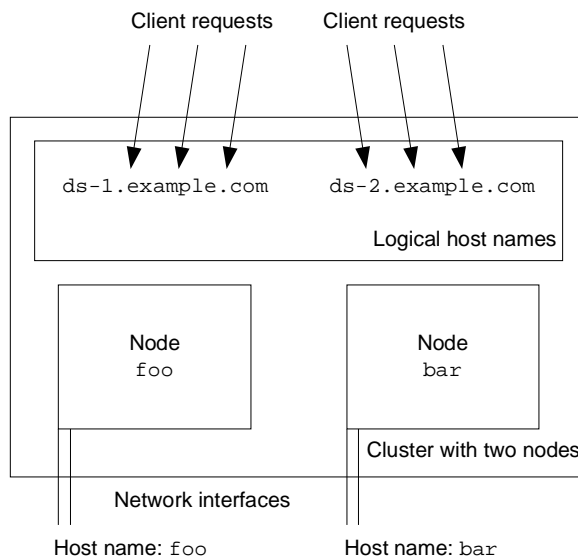 Client requests
Client requests
ds-1.example.com
ds-2.example.com
Logical host names
Node
foo
Node
bar
Cluster with two nodes
Network interfaces
Host name: foo
Host name: bar